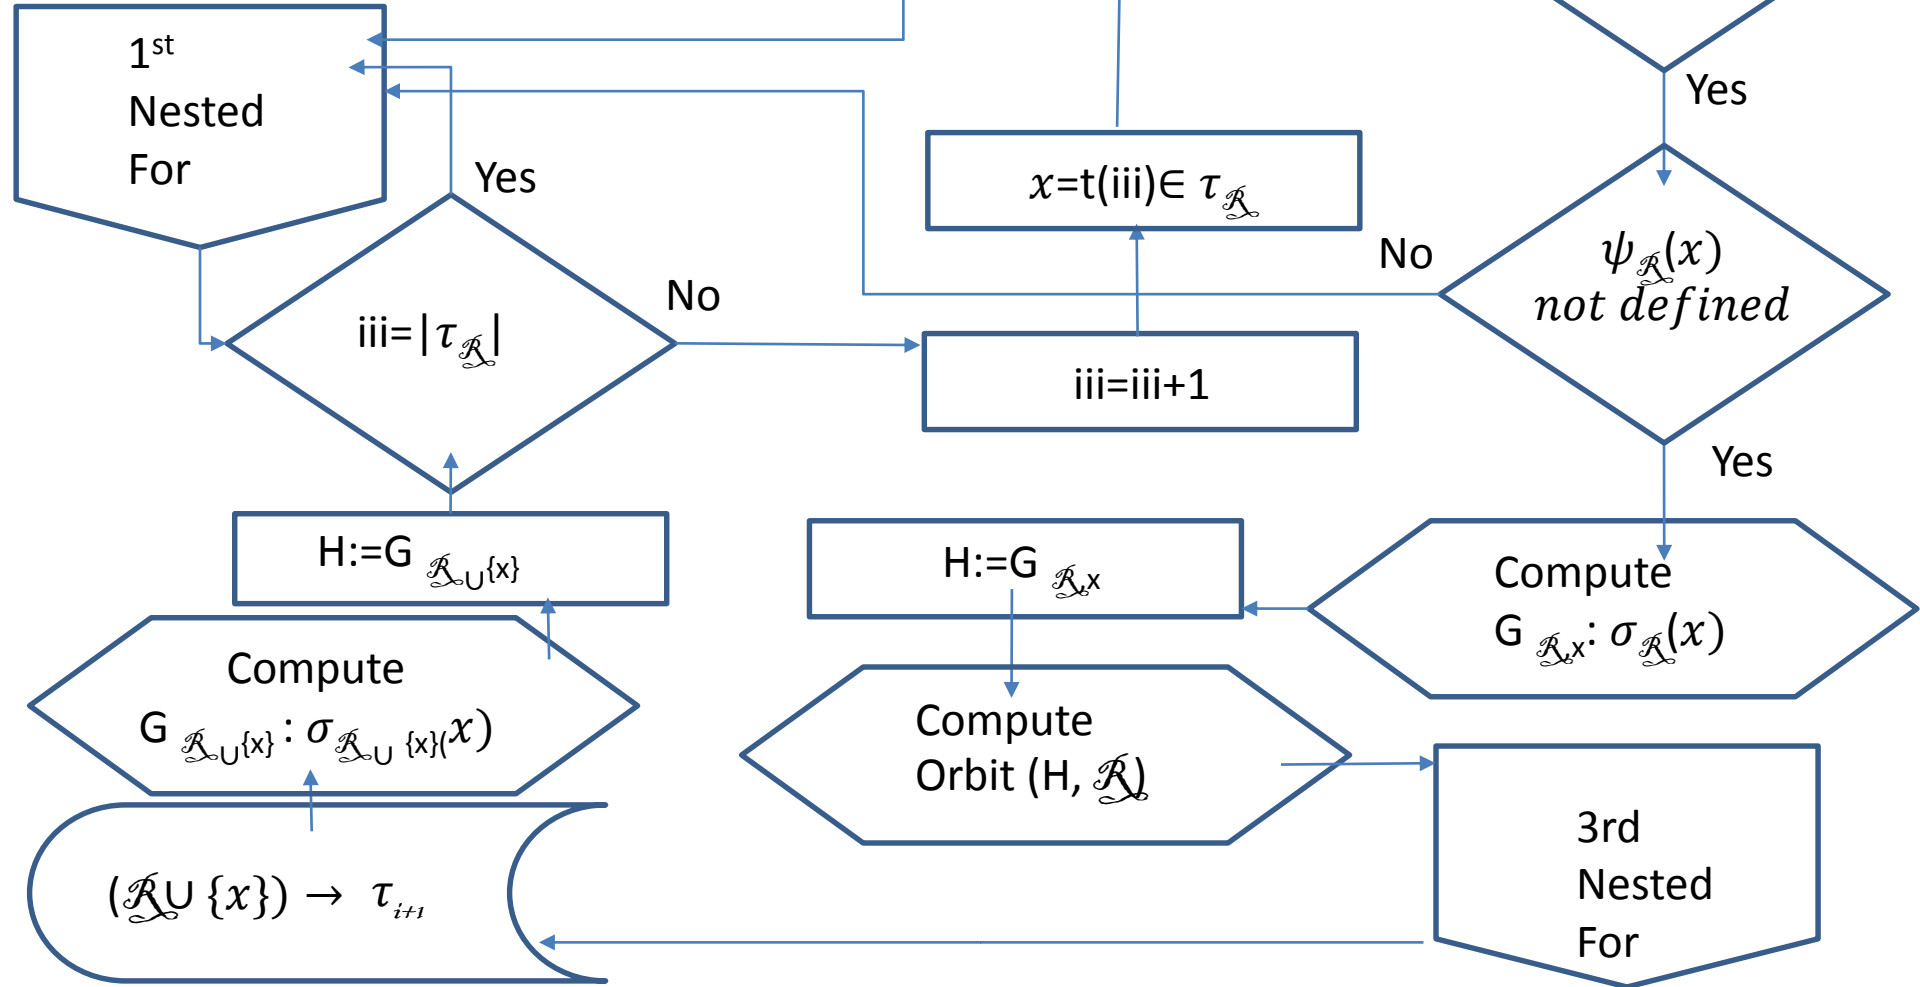 1st
Nested
For
Yes
iii=|τℛ|
No
x=t(iii)∈ τℛ
iii=iii+1
Yes
No
ψℛ(x)
not defined
Yes
H:=G ℛ∪{x}
Compute
G ℛ∪{x} : σℛ∪ {x}(x)
(ℛ∪ {x}) → τi+1
H:=G ℛ,x
Compute
Orbit (H, ℛ)
Compute
G ℛ,x: σℛ(x)
3rd
Nested
For